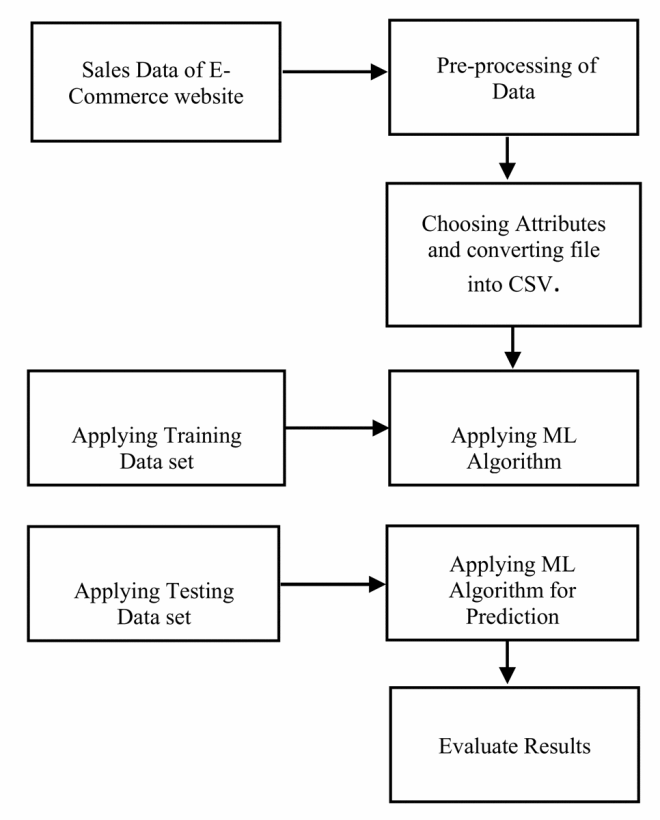 Sales Data of E-
Commerce website
Pre-processing of
Data
Choosing Attributes
and converting file
into CSV.
Applying Training
Data set
Applying ML
Algorithm
Applying Testing
Data set
Applying ML
Algorithm for
Prediction
Evaluate Results